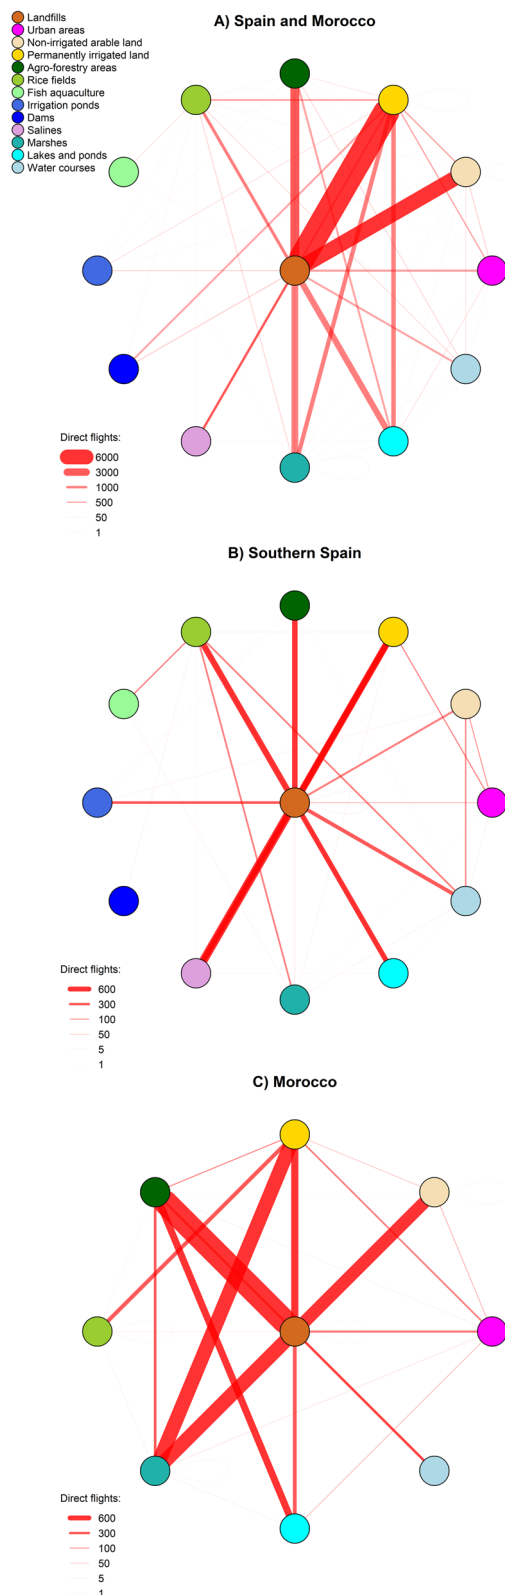 A) Spain and Morocco
Landfills
Urban areas
Non-irrigated arable land
Permanently irrigated land
Agro-forestry areas
Rice fields
Fish aquaculture
Irrigation ponds
Dams
Salines
Marshes
Lakes and ponds
Water courses
Direct flights:
6000
3000
1000
500
50
1
B) Southern Spain
Direct flights:
600
300
100
50
5
1
C) Morocco
Direct flights:
600
300
100
50
5
1